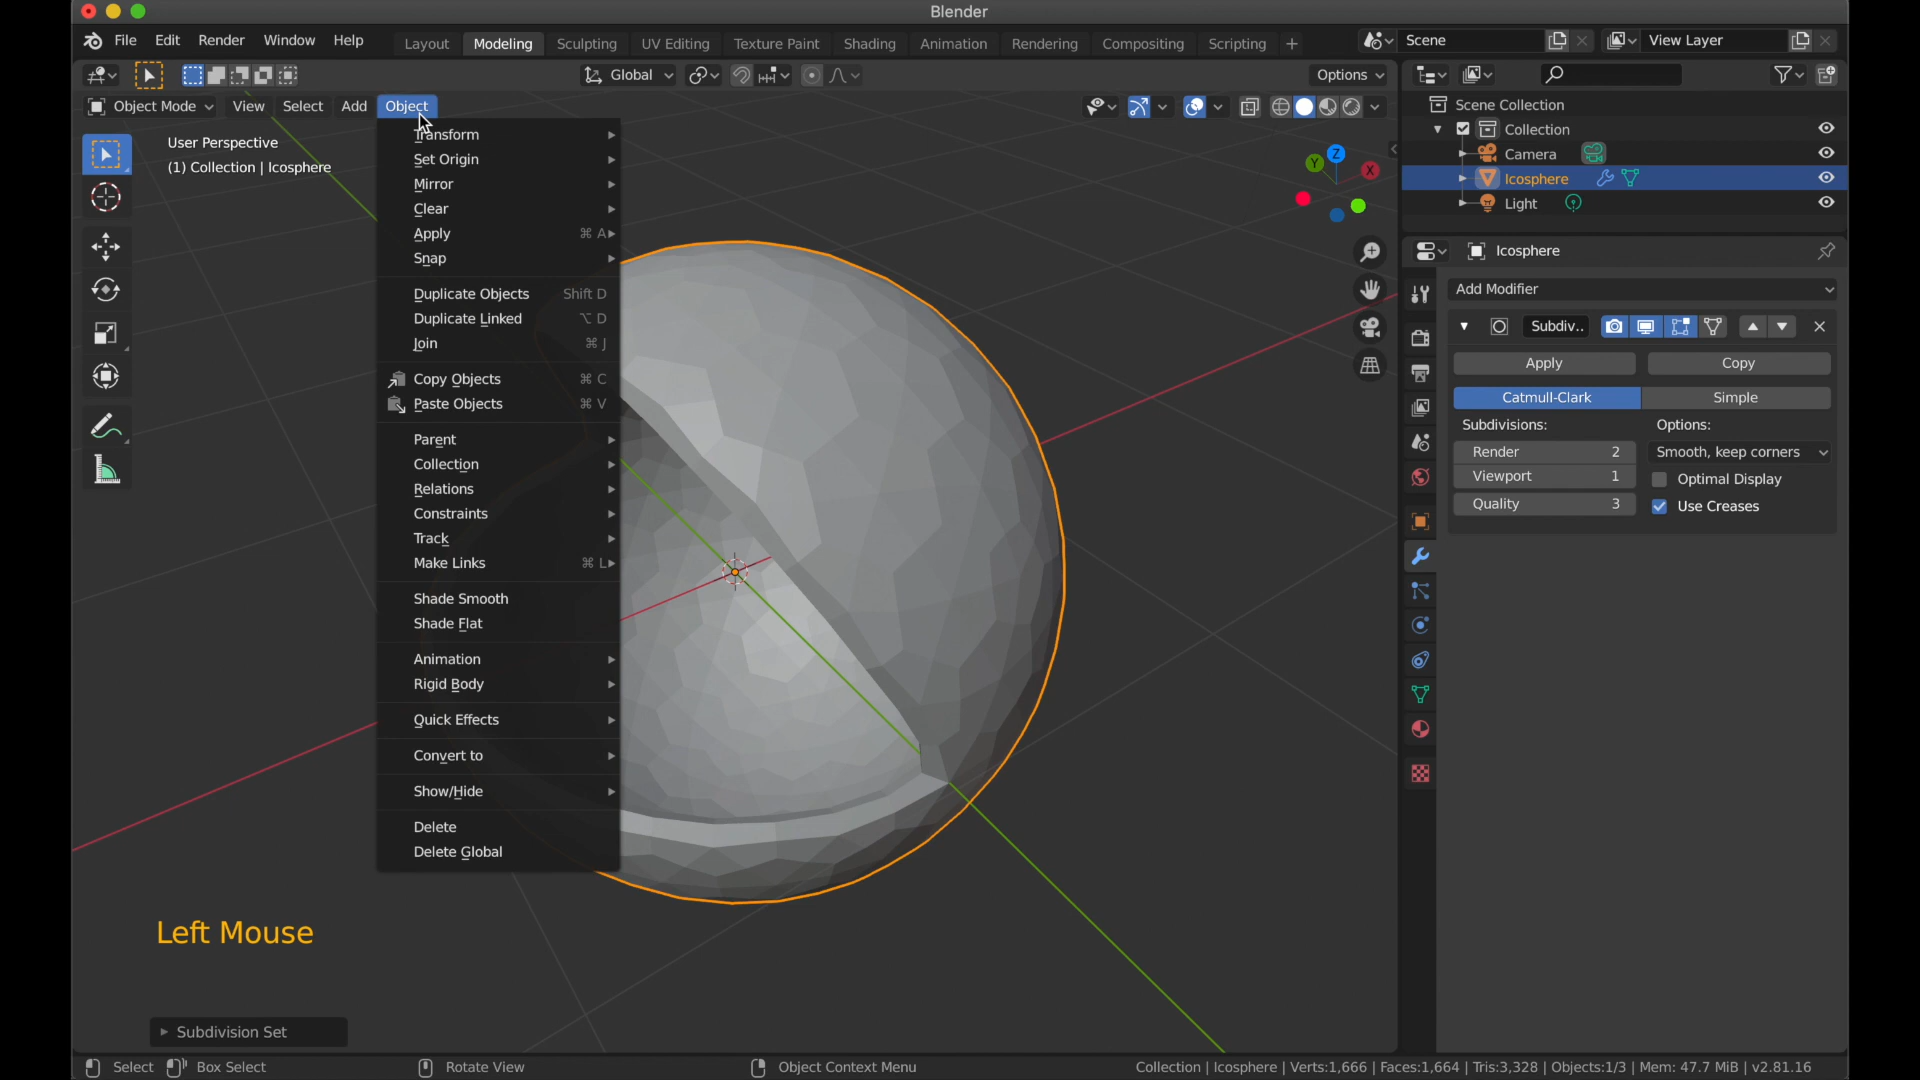 Blender
File Edit Render Window Help Layout Modeling Sculpting UV Editing Texture Paint Shading Animation Rendering Compositing Scripting + Scene View Layer
Global Options
Object Mode View Select Add Object
User Perspective
(1) Collection | Icosphere
Transform
Set Origin
Mirror
Clear
Apply ⌘ A
Snap
Duplicate Objects Shift D
Duplicate Linked ⌥ D
Join ⌘ J
Copy Objects ⌘ C
Paste Objects ⌘ V
Parent
Collection
Relations
Constraints
Track
Make Links ⌘ L
Shade Smooth
Shade Flat
Animation
Rigid Body
Quick Effects
Convert to
Show/Hide
Delete
Delete Global
Z
Y
X
Scene Collection
Collection
Camera
Icosphere
Light
Icosphere
Add Modifier
Subdiv..
Apply Copy
Catmull-Clark Simple
Subdivisions: Options:
Render 2 Smooth, keep corners
Viewport 1 Optimal Display
Quality 3 Use Creases
Left Mouse
Subdivision Set
Select Box Select Rotate View Object Context Menu Collection | Icosphere | Verts:1,666 | Faces:1,664 | Tris:3,328 | Objects:1/3 | Mem: 47.7 MiB | v2.81.16